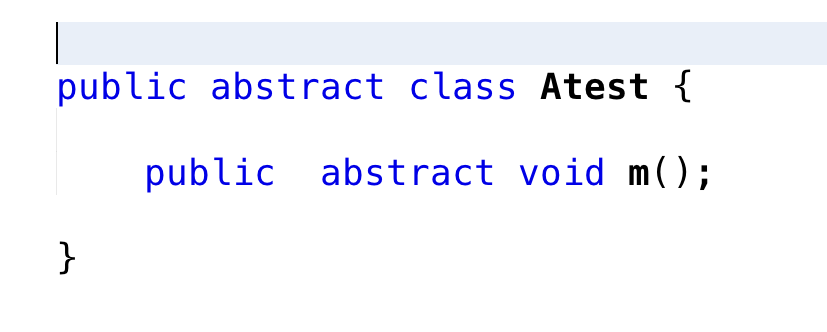 public abstract class Atest {
public  abstract void m();
}